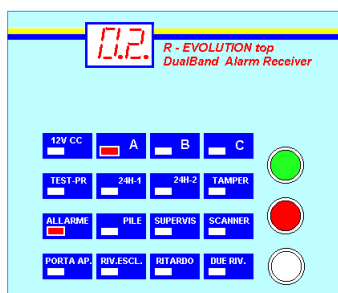 0.2.
R - EVOLUTION top
DualBand Alarm Receiver
12V CC A B C
TEST-PR 24H-1 24H-2 TAMPER
ALLARME PILE SUPERVIS SCANNER
PORTA AP. RIV.ESCL. RITARDO DUE RIV.